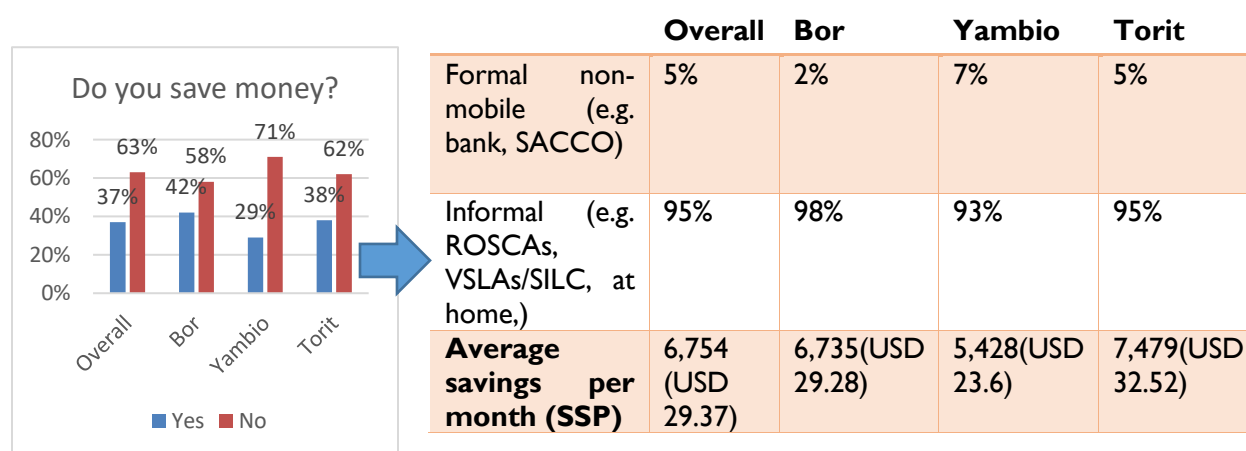 Do you save money?
80%
60%
40%
20%
0%
37%
63%
42%
58%
29%
71%
38%
62%
Overall
Bor
Yambio
Torit
Yes
No
Overall Bor Yambio Torit
Formal non- 5% 2% 7% 5%
mobile (e.g.
bank, SACCO)
Informal (e.g. 95% 98% 93% 95%
ROSCAs,
VSLAs/SILC, at
home,)
Average 6,754 6,735(USD 5,428(USD 7,479(USD
savings per (USD 29.28) 23.6) 32.52)
month (SSP) 29.37)